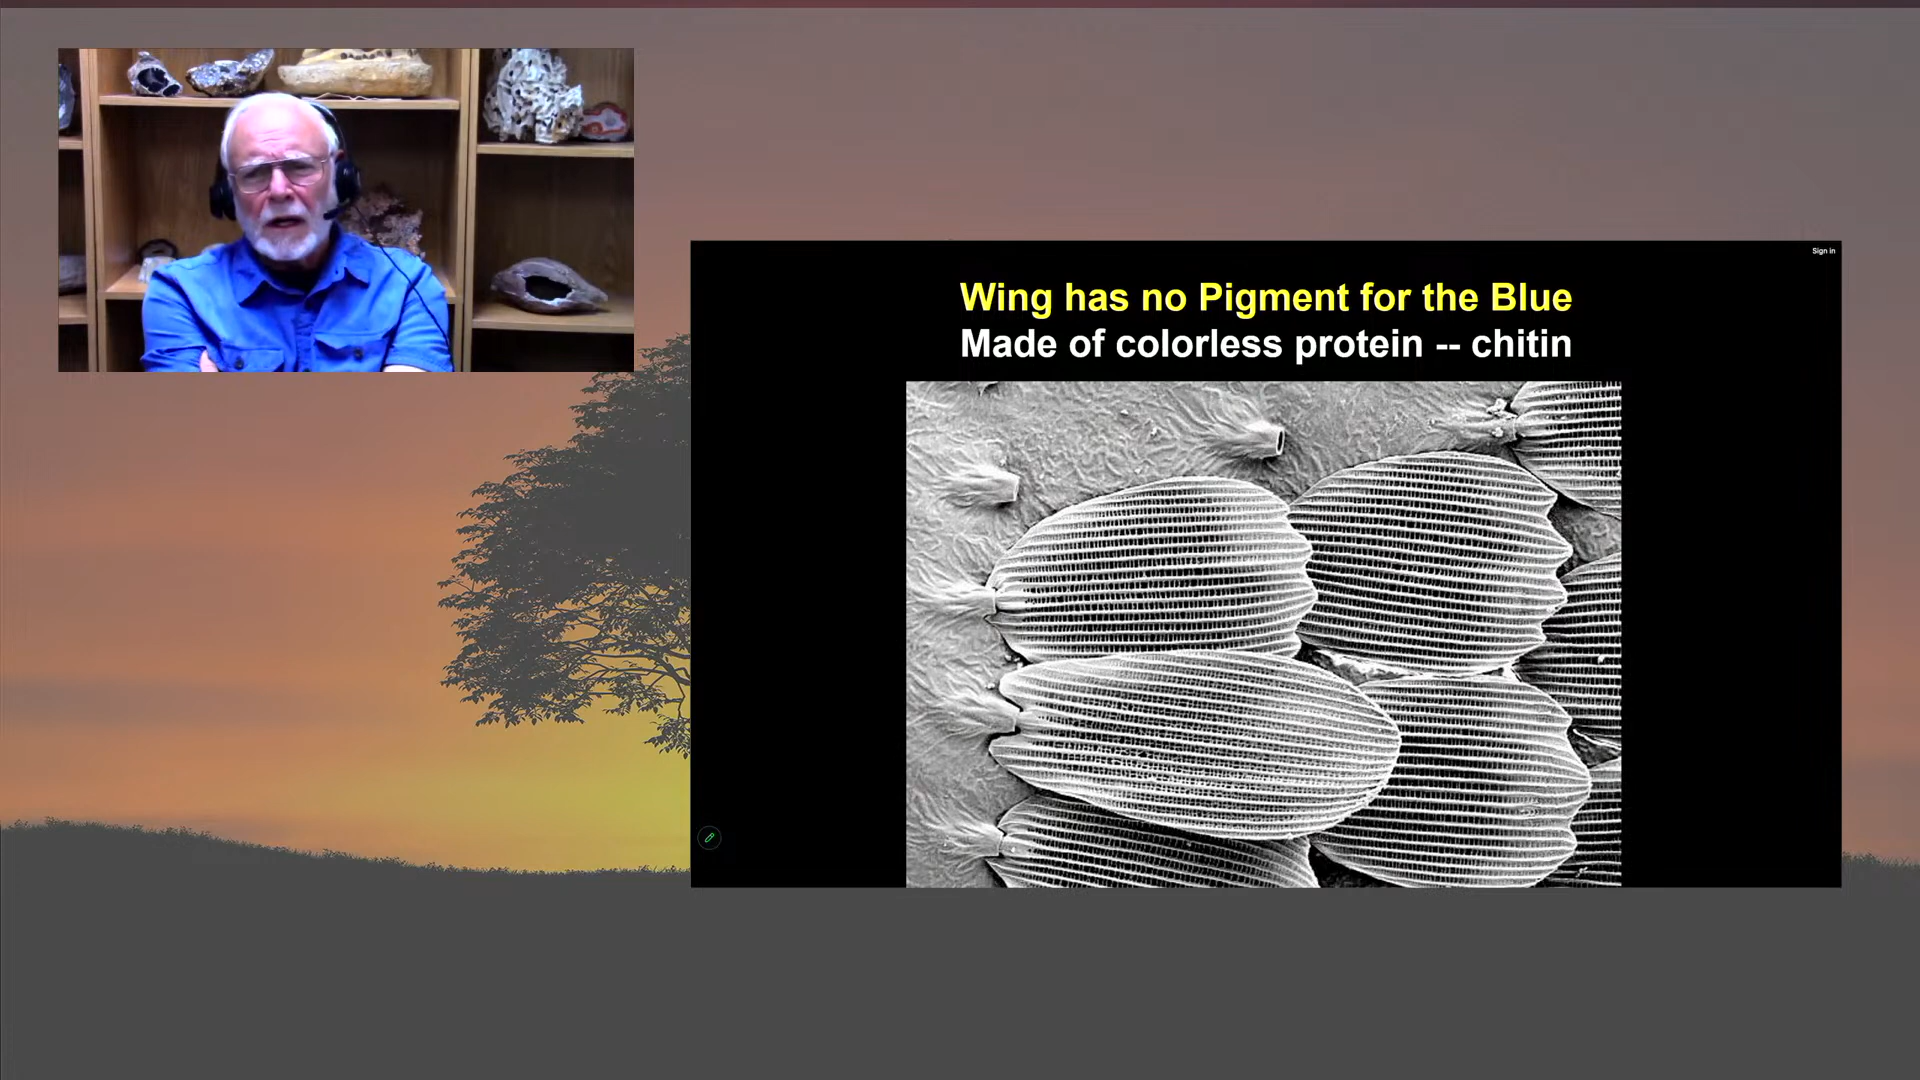 Sign in
Wing has no Pigment for the Blue
Made of colorless protein -- chitin